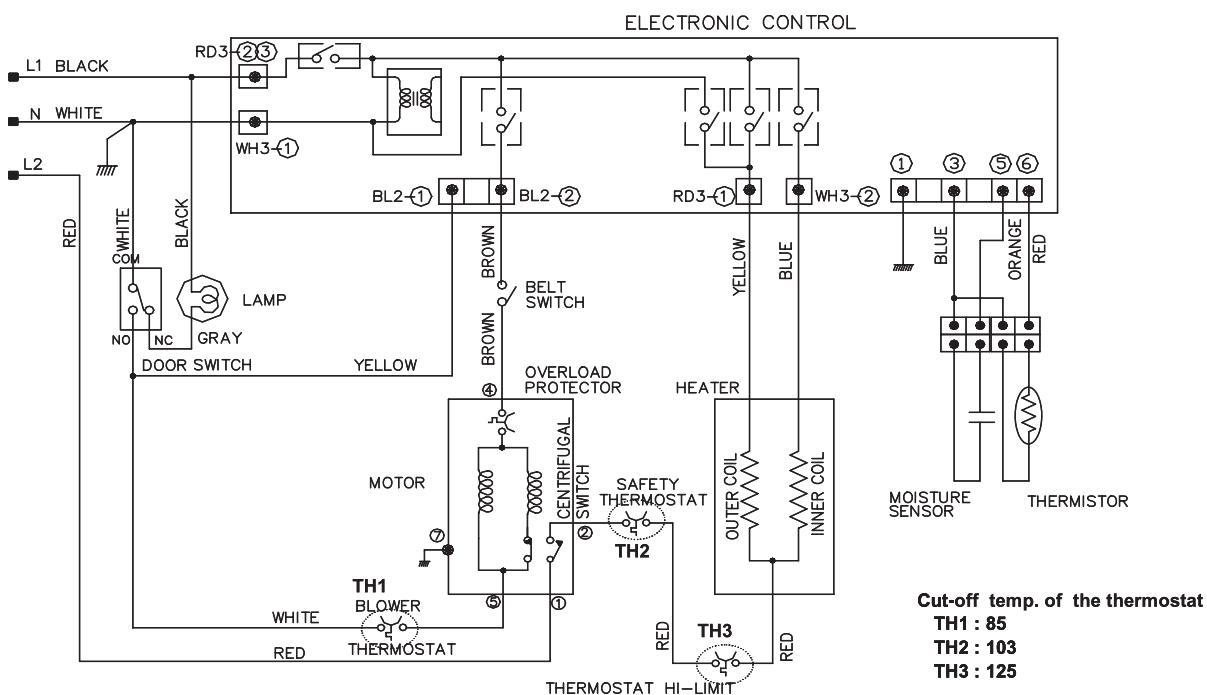 ELECTRONIC CONTROL
RD3-②③
L1 BLACK
N WHITE
WH3-①
L2
① ③ ⑤ ⑥
BL2-① BL2-② RD3-① WH3-②
RED
WHITE
BLACK
BROWN
YELLOW
BLUE
BLUE
ORANGE
RED
COM
LAMP
BELT
SWITCH
NO NC GRAY
BROWN
DOOR SWITCH YELLOW
OVERLOAD
PROTECTOR
④
HEATER
MOTOR
CENTRIFUGAL
SWITCH
SAFETY
THERMOSTAT
OUTER COIL
INNER COIL
MOISTURE
SENSOR
THERMISTOR
⑦
②
TH2
TH1
⑤ ①
BLOWER
WHITE
THERMOSTAT
RED
RED
TH3
RED
THERMOSTAT HI-LIMIT
Cut-off temp. of the thermostat
TH1 : 85
TH2 : 103
TH3 : 125